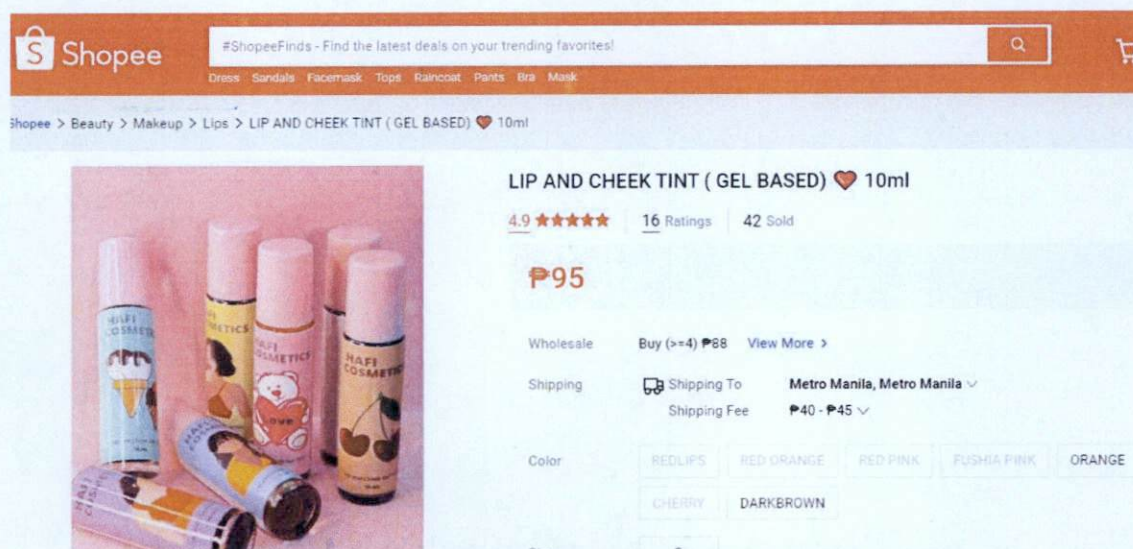 Shopee
#ShopeeFinds - Find the latest deals on your trending favorites!
Dress Sandals Facemask Tops Raincoat Pants Bra Mask
Shopee > Beauty > Makeup > Lips > LIP AND CHEEK TINT ( GEL BASED) 🧡 10ml
LIP AND CHEEK TINT ( GEL BASED) 🧡 10ml
4.9 ★★★★★ 16 Ratings 42 Sold
₱95
Wholesale Buy (>=4) ₱88 View More >
Shipping Shipping To Metro Manila, Metro Manila
Shipping Fee ₱40 - ₱45
Color REDLIPS RED ORANGE RED PINK FUSHIA PINK ORANGE
CHERRY DARKBROWN
HAFI
COSMETICS
HAFI
COSMETICS
LOVE
HAFI
COSMETICS